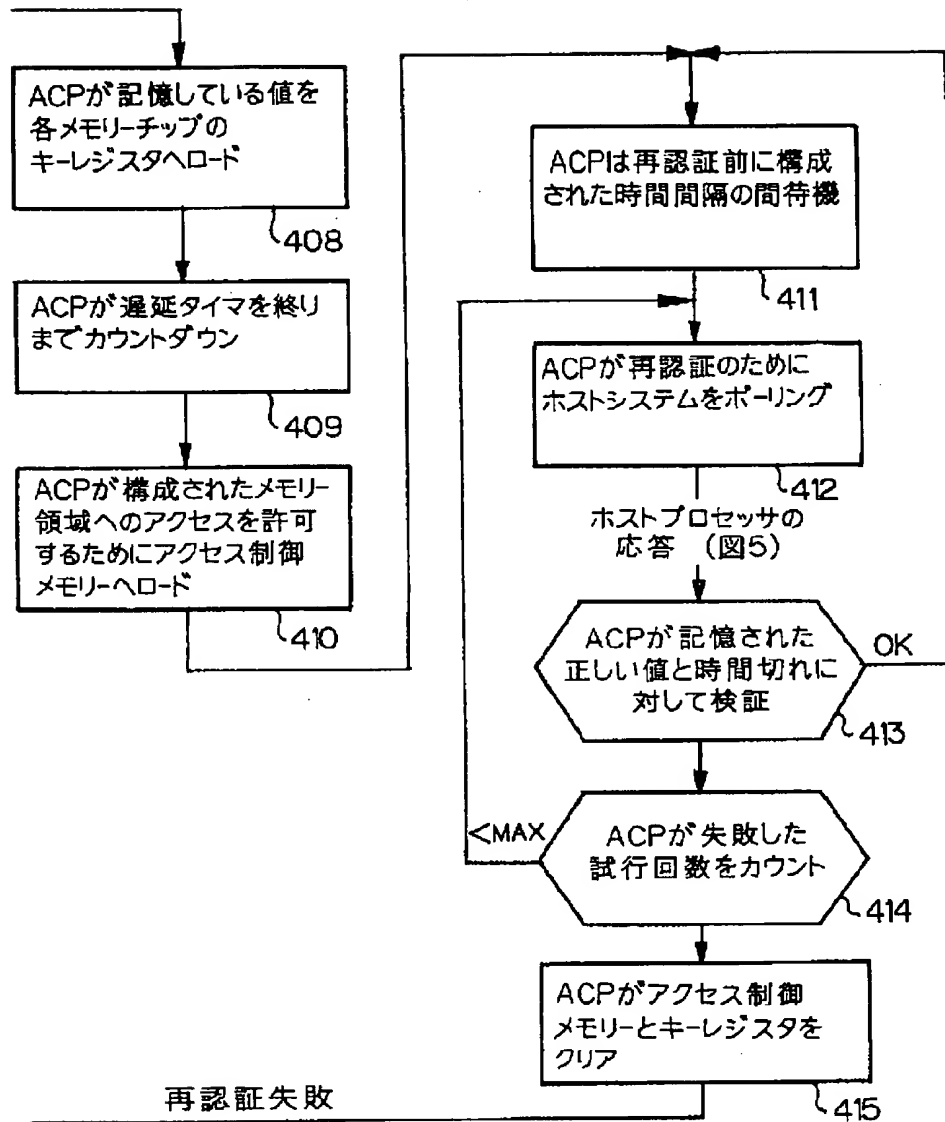 ACPが記憶している値を
各メモリーチップの
キーレジスタへロード
408
ACPが遅延タイマを終り
までカウントダウン
409
ACPが構成されたメモリー
領域へのアクセスを許可
するためにアクセス制御
メモリーへロード
410
ACPは再認証前に構成
された時間間隔の間待機
411
ACPが再認証のために
ホストシステムをポーリング
412
ホストプロセッサの
応答 (図5)
ACPが記憶された
正しい値と時間切れに
対して検証
OK
413
<MAX
ACPが失敗した
試行回数をカウント
414
ACPがアクセス制御
メモリーとキーレジスタを
クリア
415
再認証失敗